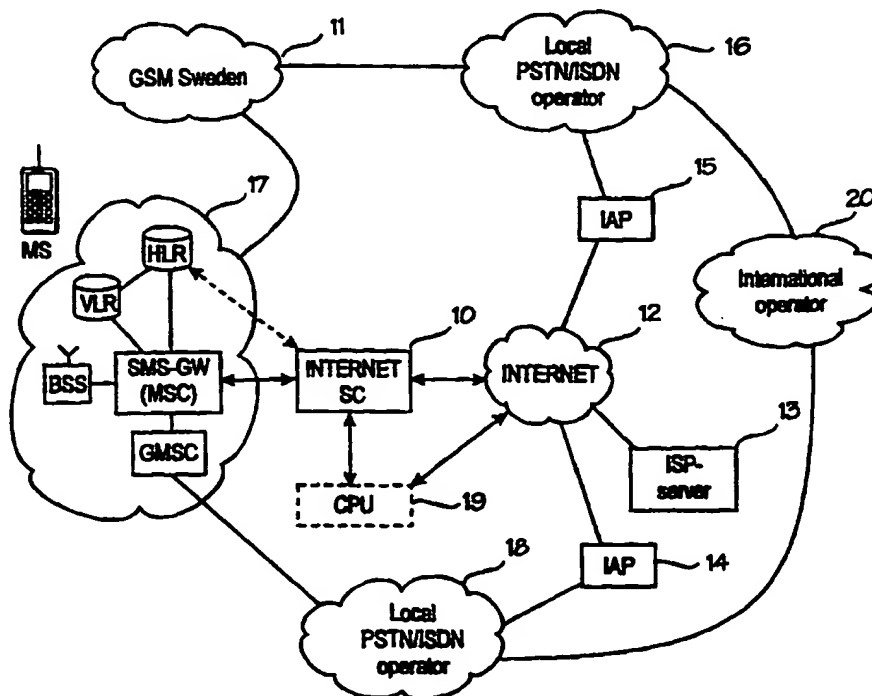 11
GSM Sweden
Local
PSTN/ISDN
operator
16
MS
17
15
IAP
20
International
operator
HLR
VLR
BSS
SMS-GW
(MSC)
GMSC
10
INTERNET
SC
12
INTERNET
13
ISP-
server
CPU
19
18
IAP
14
Local
PSTN/ISDN
operator